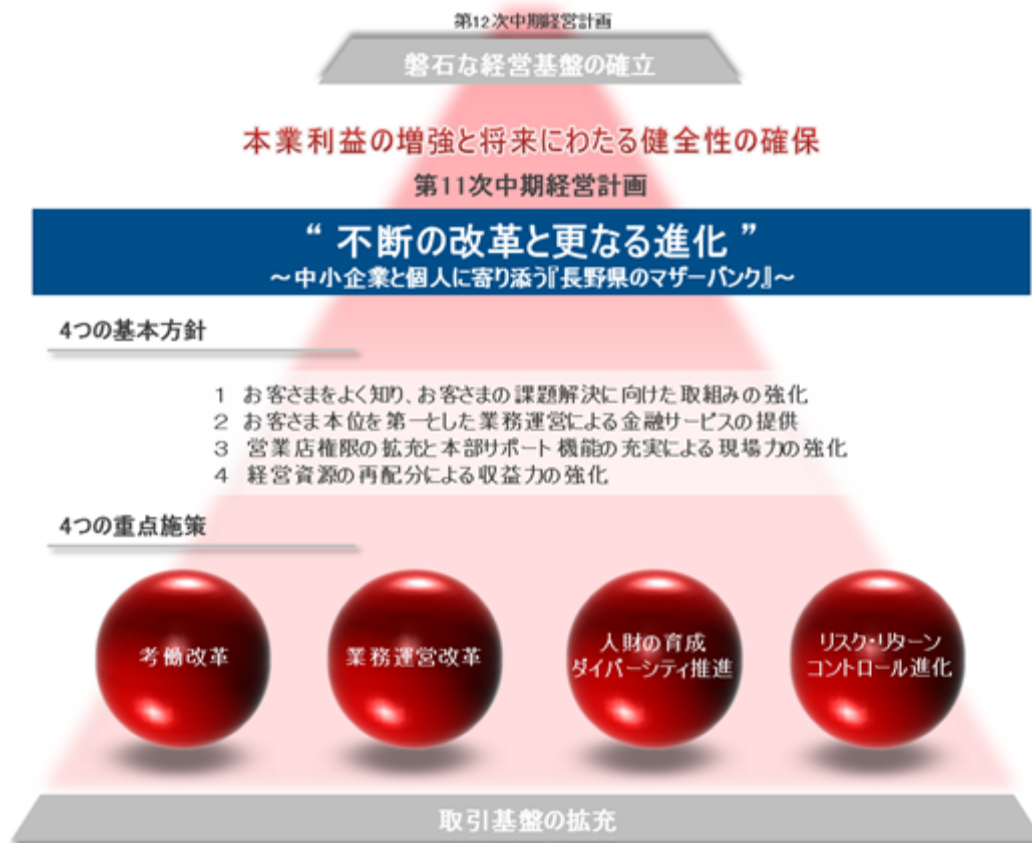 第12次中期経営計画
磐石な経営基盤の確立
本業利益の増強と将来にわたる健全性の確保
第11次中期経営計画
“ 不断の改革と更なる進化 ”
～中小企業と個人に寄り添う『長野県のマザーバンク』～
4つの基本方針
1 お客さまをよく知り、お客さまの課題解決に向けた取組みの強化
2 お客さま本位を第一とした業務運営による金融サービスの提供
3 営業店権限の拡充と本部サポート機能の充実による現場力の強化
4 経営資源の再配分による収益力の強化
4つの重点施策
考働改革
業務運営改革
人財の育成
ダイバーシティ推進
リスク・リターン
コントロール進化
取引基盤の拡充